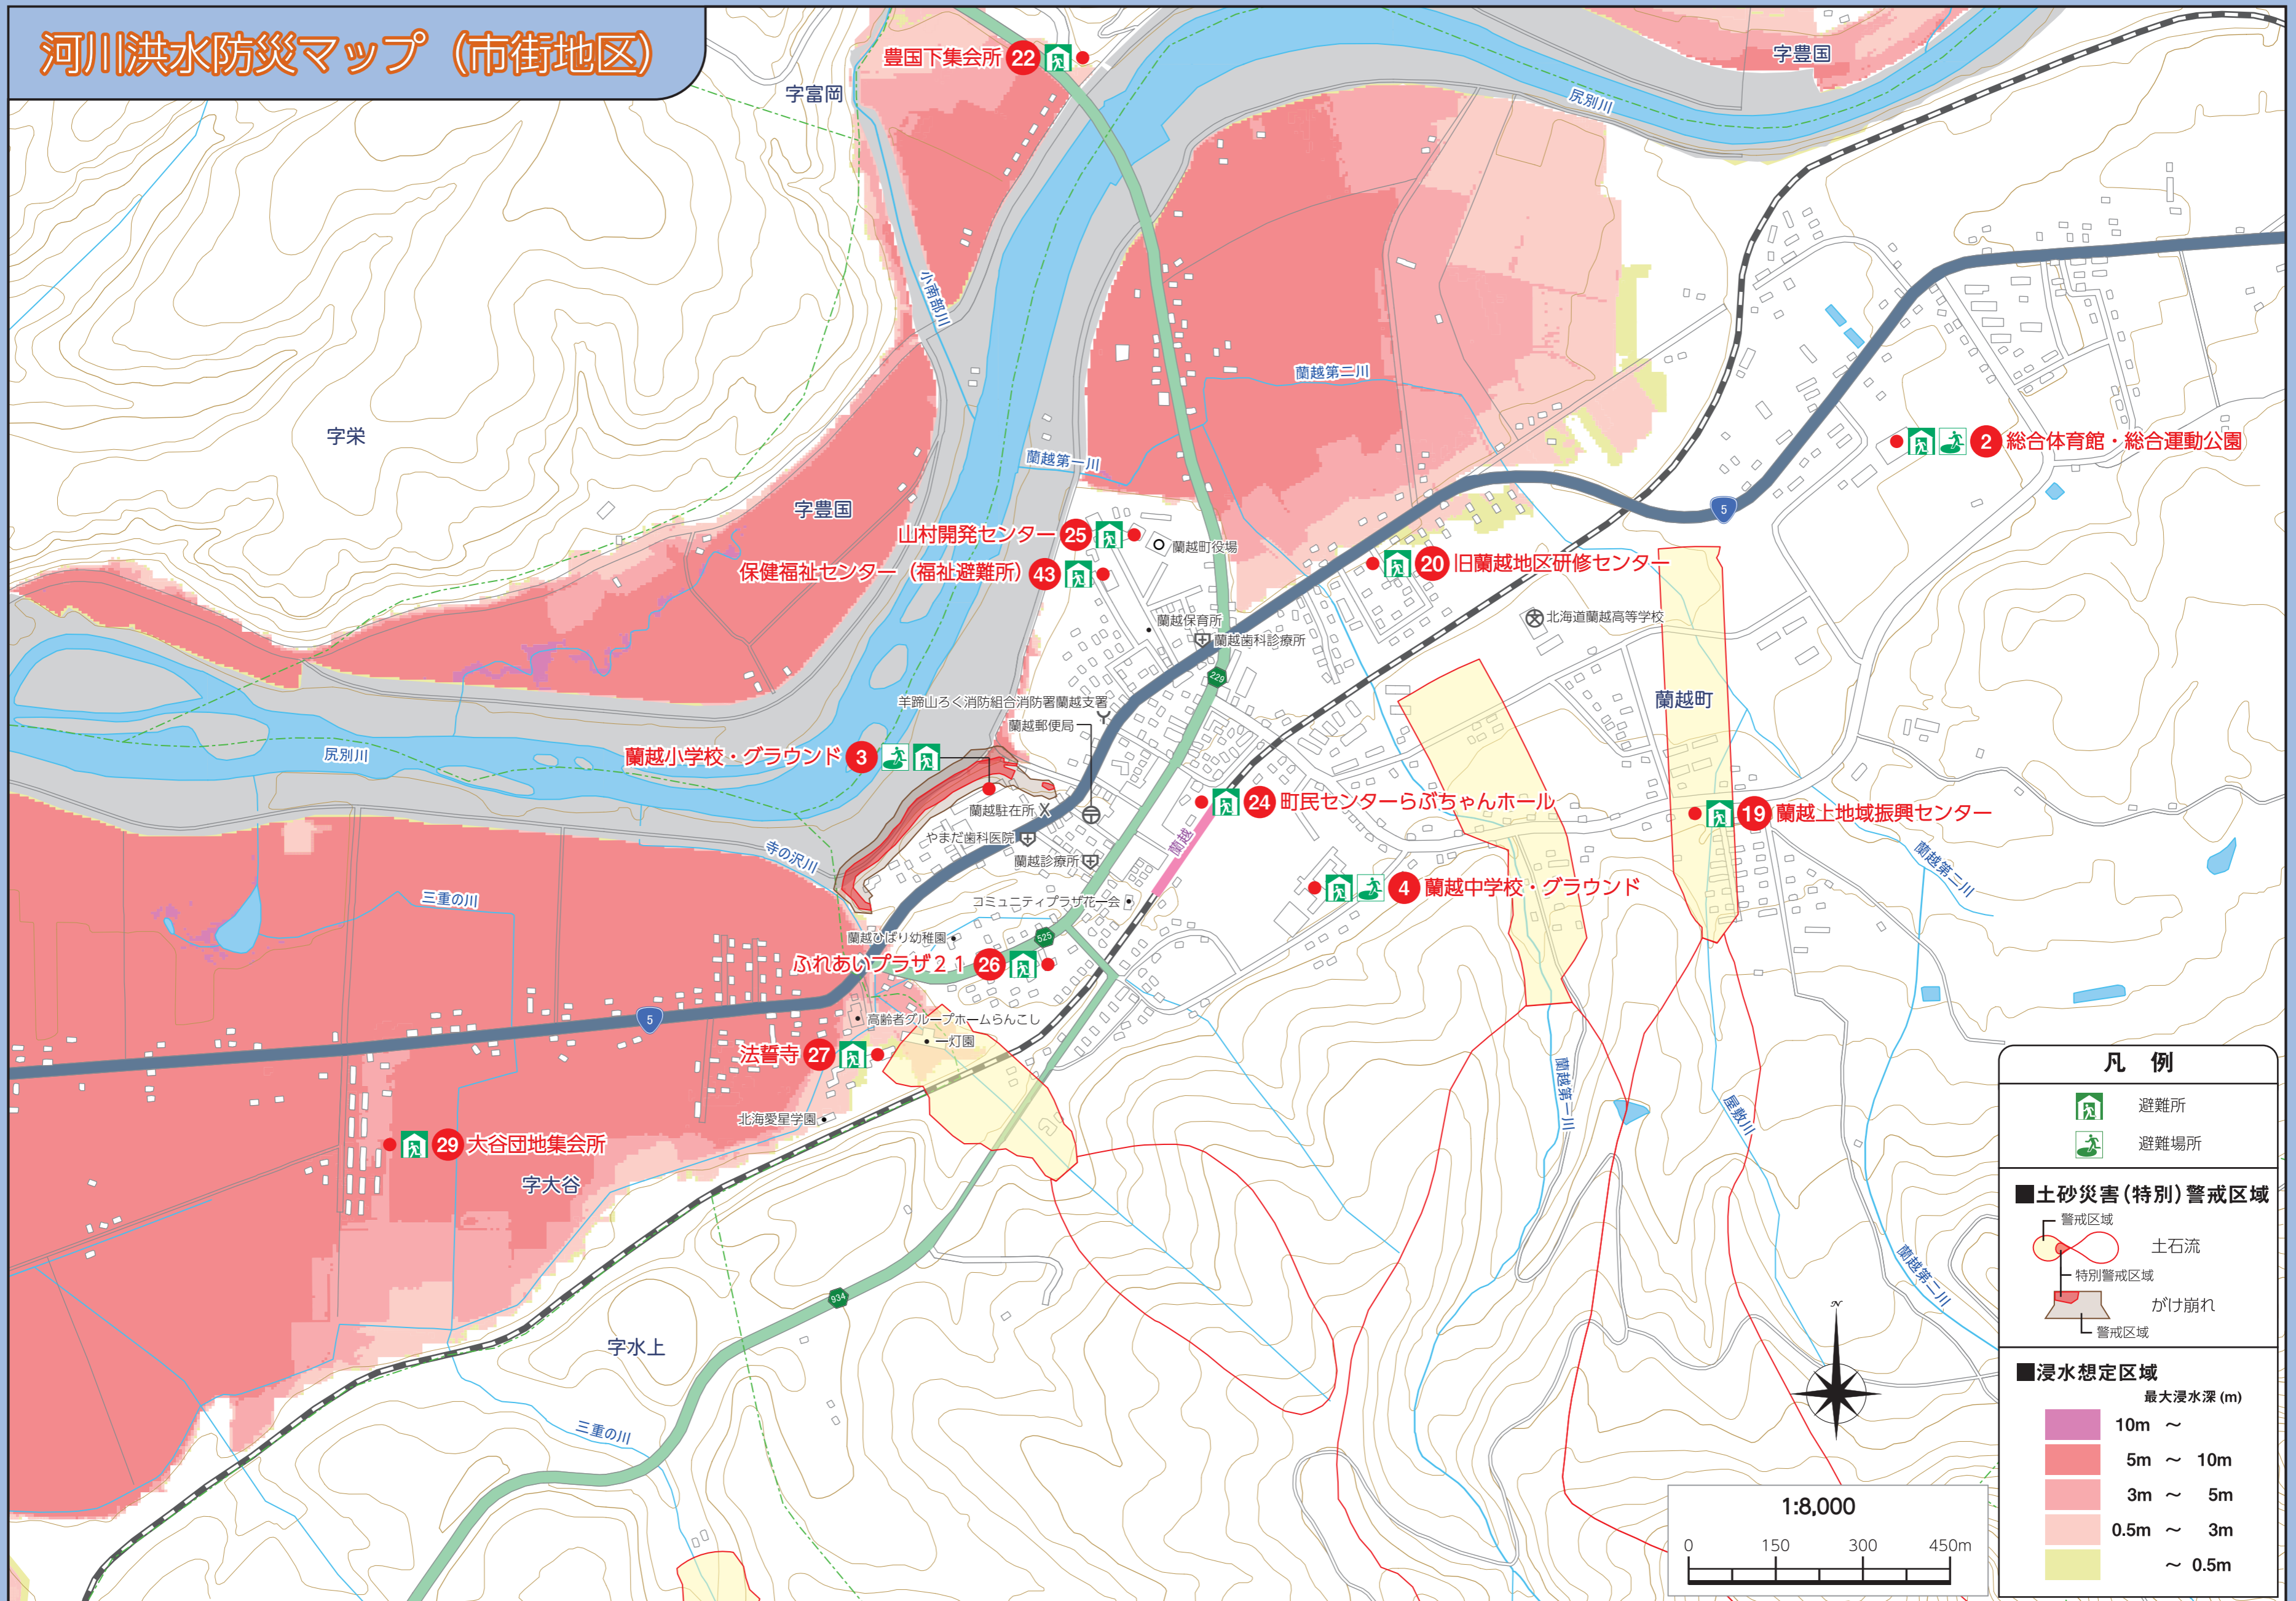 河川洪水防災マップ（市街地区）
豊国下集会所 22
字富岡
字豊国
尻別川
小南部川
蘭越第二川
字栄
蘭越第一川
2 総合体育館・総合運動公園
5
字豊国
山村開発センター 25
蘭越町役場
保健福祉センター（福祉避難所） 43
20 旧蘭越地区研修センター
蘭越保育所
蘭越歯科診療所
北海道蘭越高等学校
229
蘭越町
羊蹄山ろく消防組合消防署蘭越支署
蘭越郵便局
尻別川
蘭越小学校・グラウンド 3
24 町民センターらぶちゃんホール
蘭越駐在所
19 蘭越上地域振興センター
やまだ歯科医院
蘭越
寺の沢川
蘭越診療所
蘭越第二川
4 蘭越中学校・グラウンド
三重の川
コミュニティプラザ花一会
蘭越ひばり幼稚園
525
ふれあいプラザ２１ 26
5
高齢者グループホームらんこし
一灯園
法誓寺 27
北海愛星学園
蘭越第一川
屋敷川
29 大谷団地集会所
字大谷
蘭越第二川
934
字水上
三重の川
N
1:8,000
0 150 300 450m
凡 例
避難所
避難場所
■土砂災害(特別)警戒区域
警戒区域
土石流
特別警戒区域
がけ崩れ
警戒区域
■浸水想定区域
最大浸水深(m)
10m ～
5m ～ 10m
3m ～ 5m
0.5m ～ 3m
～ 0.5m